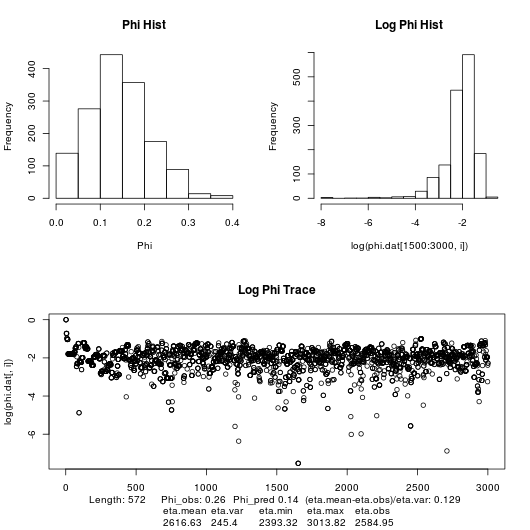 Phi Hist
Frequency
0 100 200 300 400
0.0 0.1 0.2 0.3 0.4
Phi
Log Phi Hist
Frequency
0 100 300 500
-8 -6 -4 -2
log(phi.dat[1500:3000, i])
Log Phi Trace
log(phi.dat[, i])
0 -2 -4 -6
0 500 1000 1500 2000 2500 3000
Length: 572 Phi_obs: 0.26 Phi_pred 0.14 (eta.mean-eta.obs)/eta.var: 0.129
eta.mean eta.var eta.min eta.max eta.obs
2616.63 245.4 2393.32 3013.82 2584.95